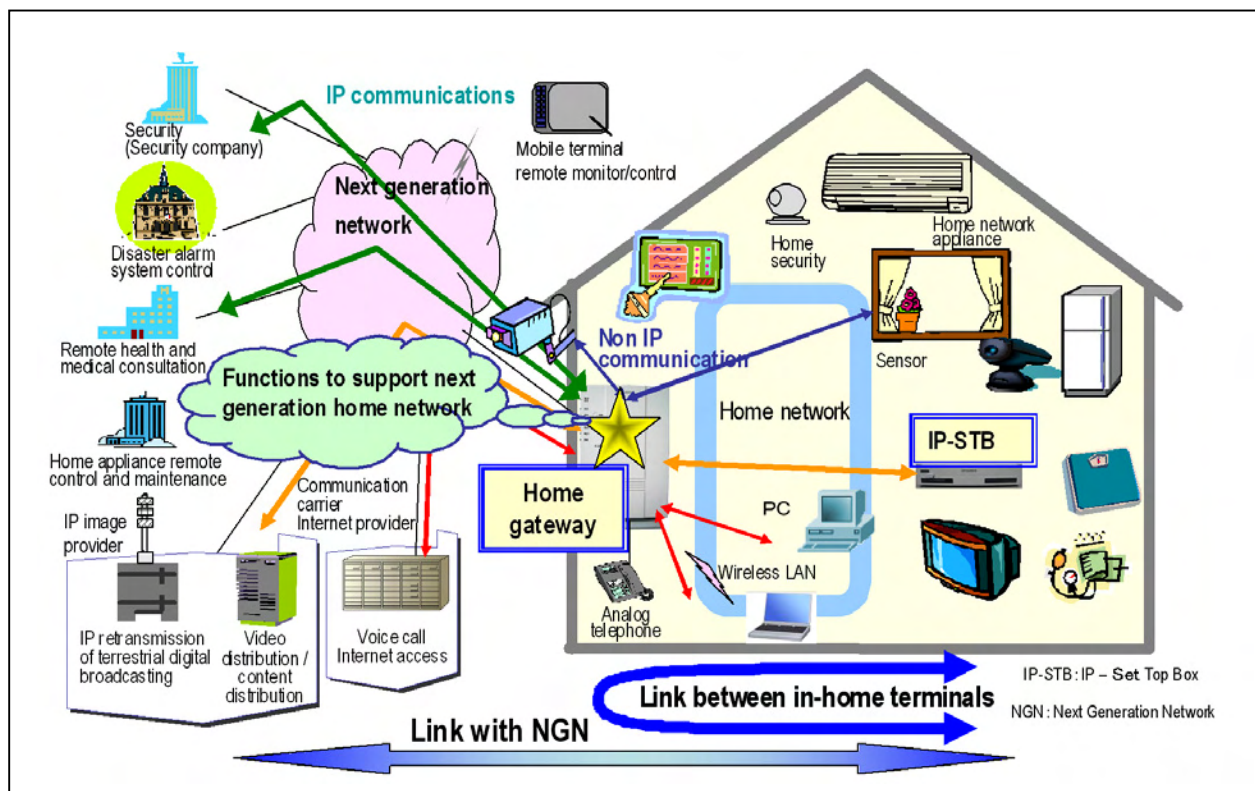 IP communications
Security
(Security company)
Mobile terminal
remote monitor/control
Next generation
network
Disaster alarm
system control
Home
security
Home network
appliance
Remote health and
medical consultation
Non IP
communication
Sensor
Functions to support next
generation home network
Home network
IP-STB
Home appliance remote
control and maintenance
Home
gateway
Communication
carrier
Internet provider
PC
IP image
provider
Wireless LAN
Analog
telephone
IP retransmission
of terrestrial digital
broadcasting
Video
distribution /
content
distribution
Voice call
Internet access
Link between in-home terminals
IP-STB : IP – Set Top Box
NGN : Next Generation Network
Link with NGN